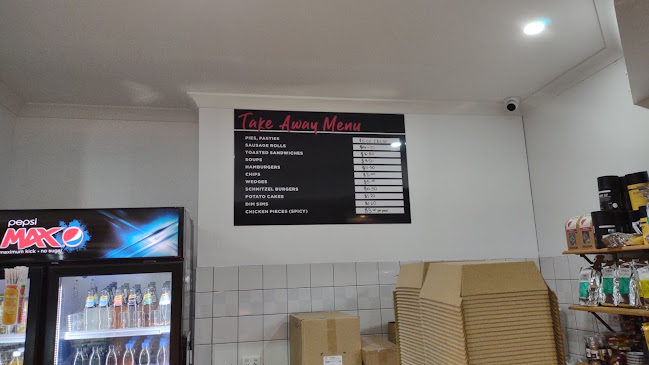 Take Away Menu
PIES, PASTIES
SAUSAGE ROLLS
TOASTED SANDWICHES
SOUPS
HAMBURGERS
CHIPS
WEDGES
SCHNITZEL BURGERS
POTATO CAKES
DIM SIMS
CHICKEN PIECES (SPICY)
pepsi
MAX
maximum kick • no sugar